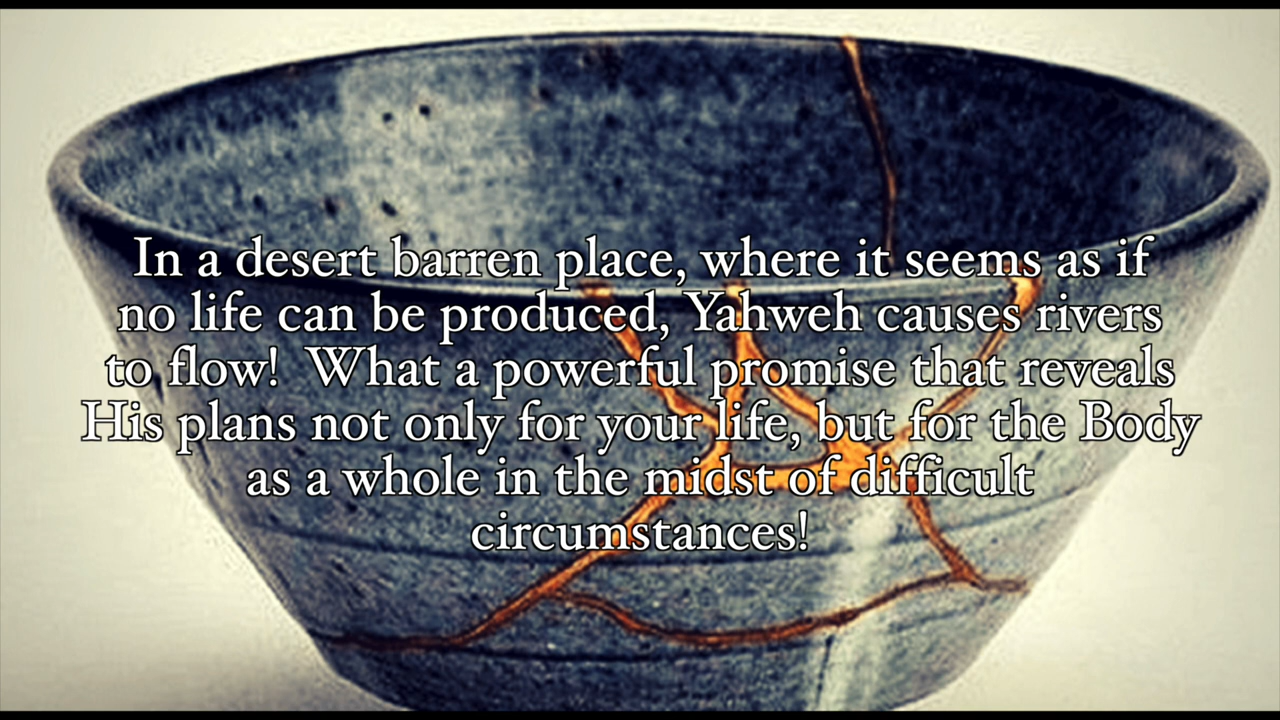 In a desert barren place, where it seems as if
no life can be produced, Yahweh causes rivers
to flow!  What a powerful promise that reveals
His plans not only for your life, but for the Body
as a whole in the midst of difficult
circumstances!